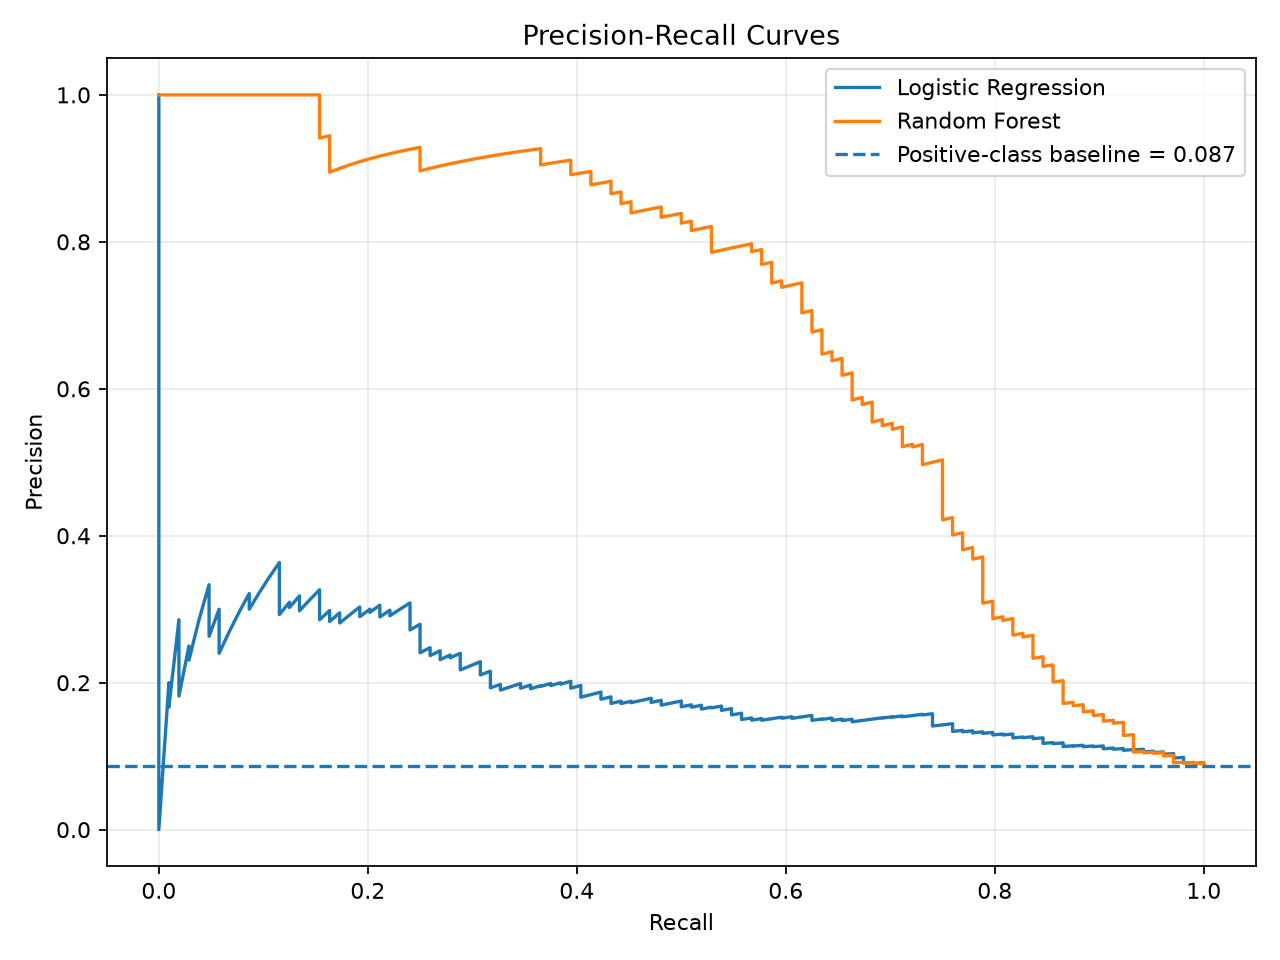 Precision-Recall Curves
Logistic Regression
Random Forest
Positive-class baseline = 0.087
Precision
1.0
0.8
0.6
0.4
0.2
0.0
0.0 0.2 0.4 0.6 0.8 1.0
Recall